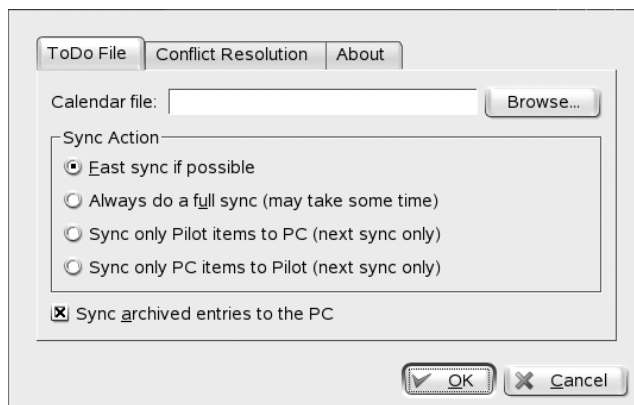 ToDo File Conflict Resolution About
Calendar file: Browse...
Sync Action
Fast sync if possible
Always do a full sync (may take some time)
Sync only Pilot items to PC (next sync only)
Sync only PC items to Pilot (next sync only)
Sync archived entries to the PC
OK Cancel